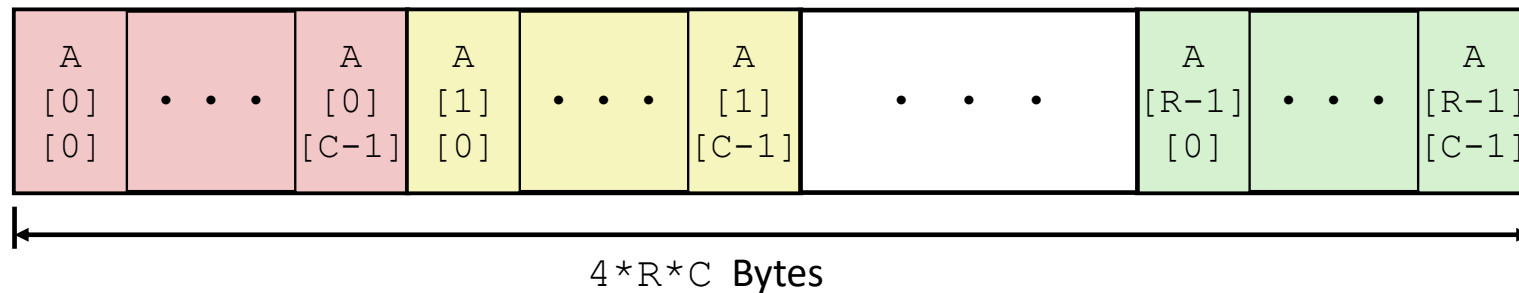 A • • • A A • • • A • • • A • • • A
[0] [0] [1] [1] [R-1] [R-1]
[0] [C-1] [0] [C-1] [0] [C-1]
4*R*C Bytes